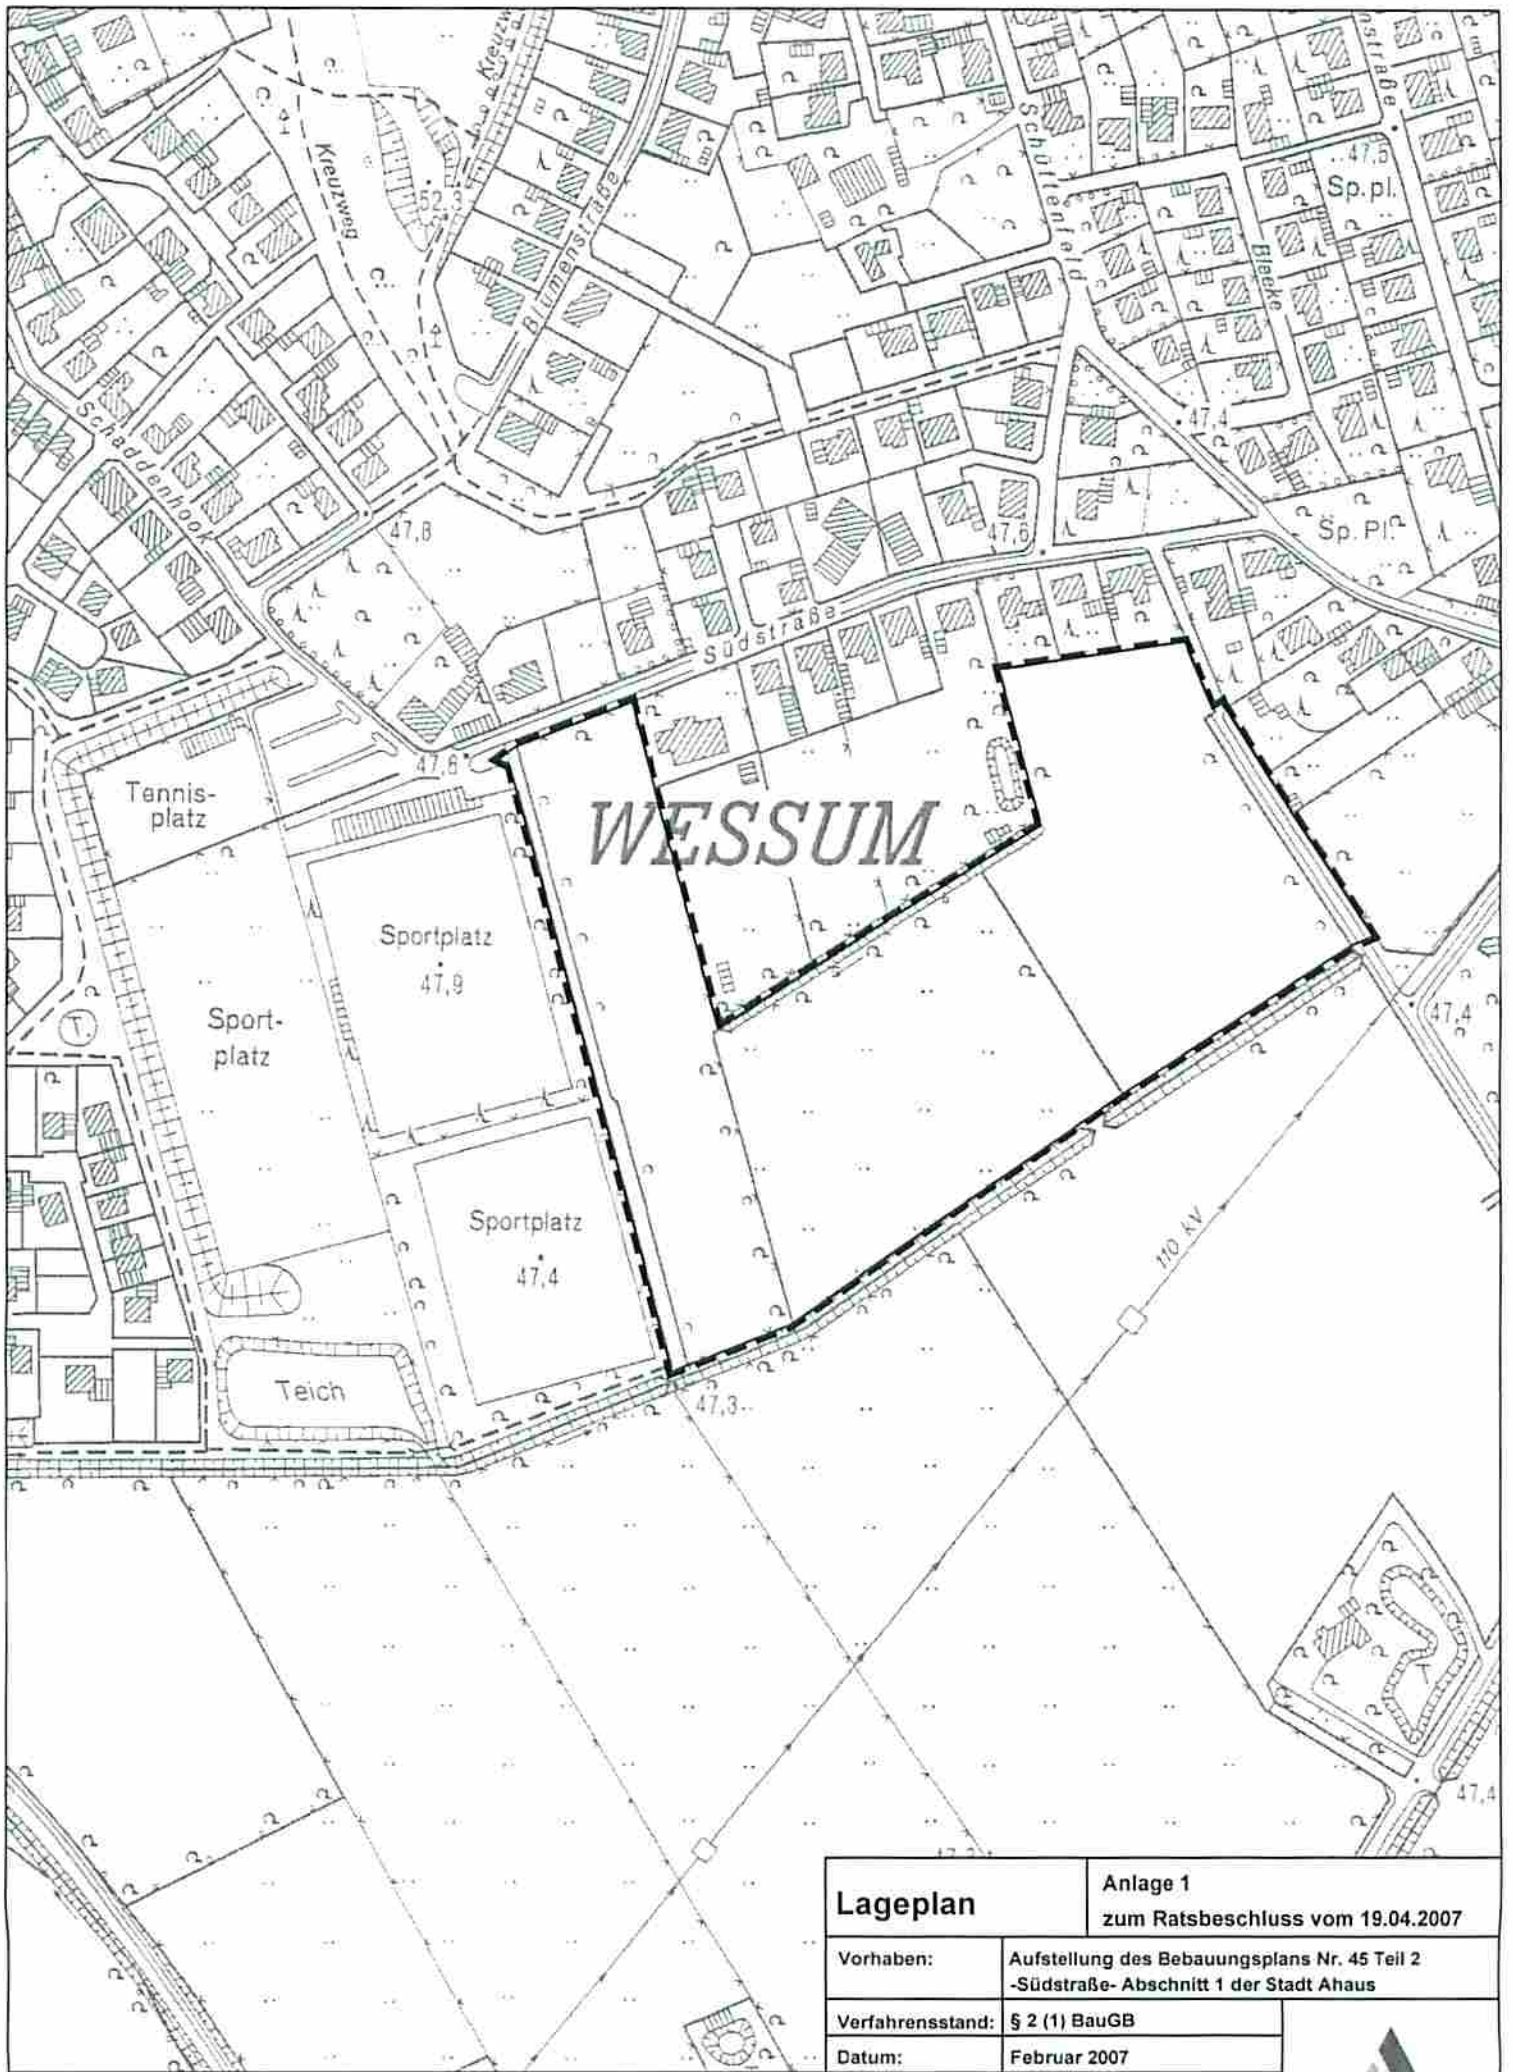 Kreuzweg
Kreuzw
52.3
Blumenstraße
Schüttenfeld
nstraße
47,5
Sp.pl.
Bleeke
47,4
Schaddenhook
47,8
47,6
Sp. Pl.
Südstraße
47,6
Tennis-
platz
WESSUM
Sportplatz
47,9
Sport-
platz
T.
47,4
Sportplatz
47,4
110 KV
Teich
47,3
T
47,4
Lageplan
Anlage 1
zum Ratsbeschluss vom 19.04.2007
Vorhaben:
Aufstellung des Bebauungsplans Nr. 45 Teil 2
-Südstraße- Abschnitt 1 der Stadt Ahaus
Verfahrensstand:
§ 2 (1) BauGB
Datum:
Februar 2007